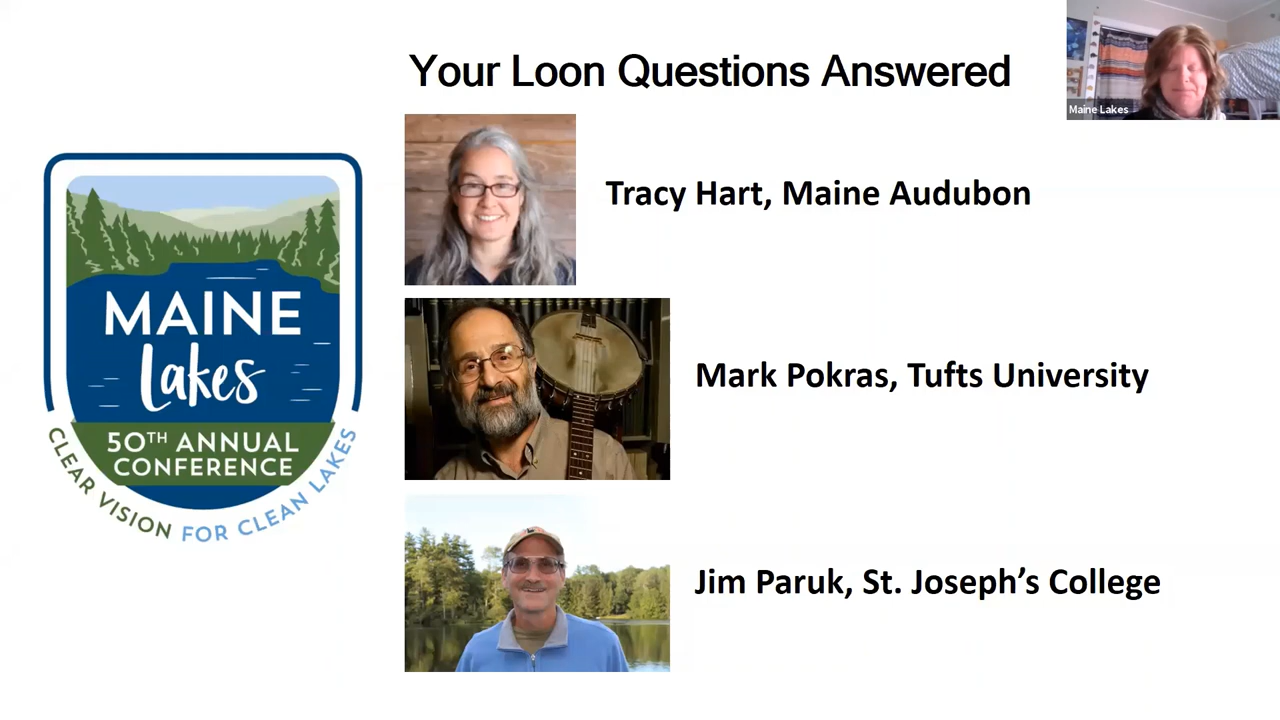 Your Loon Questions Answered
Maine Lakes
Tracy Hart, Maine Audubon
MAINE
Lakes
50TH ANNUAL
CONFERENCE
CLEAR VISION FOR CLEAN LAKES
Mark Pokras, Tufts University
Jim Paruk, St. Joseph’s College